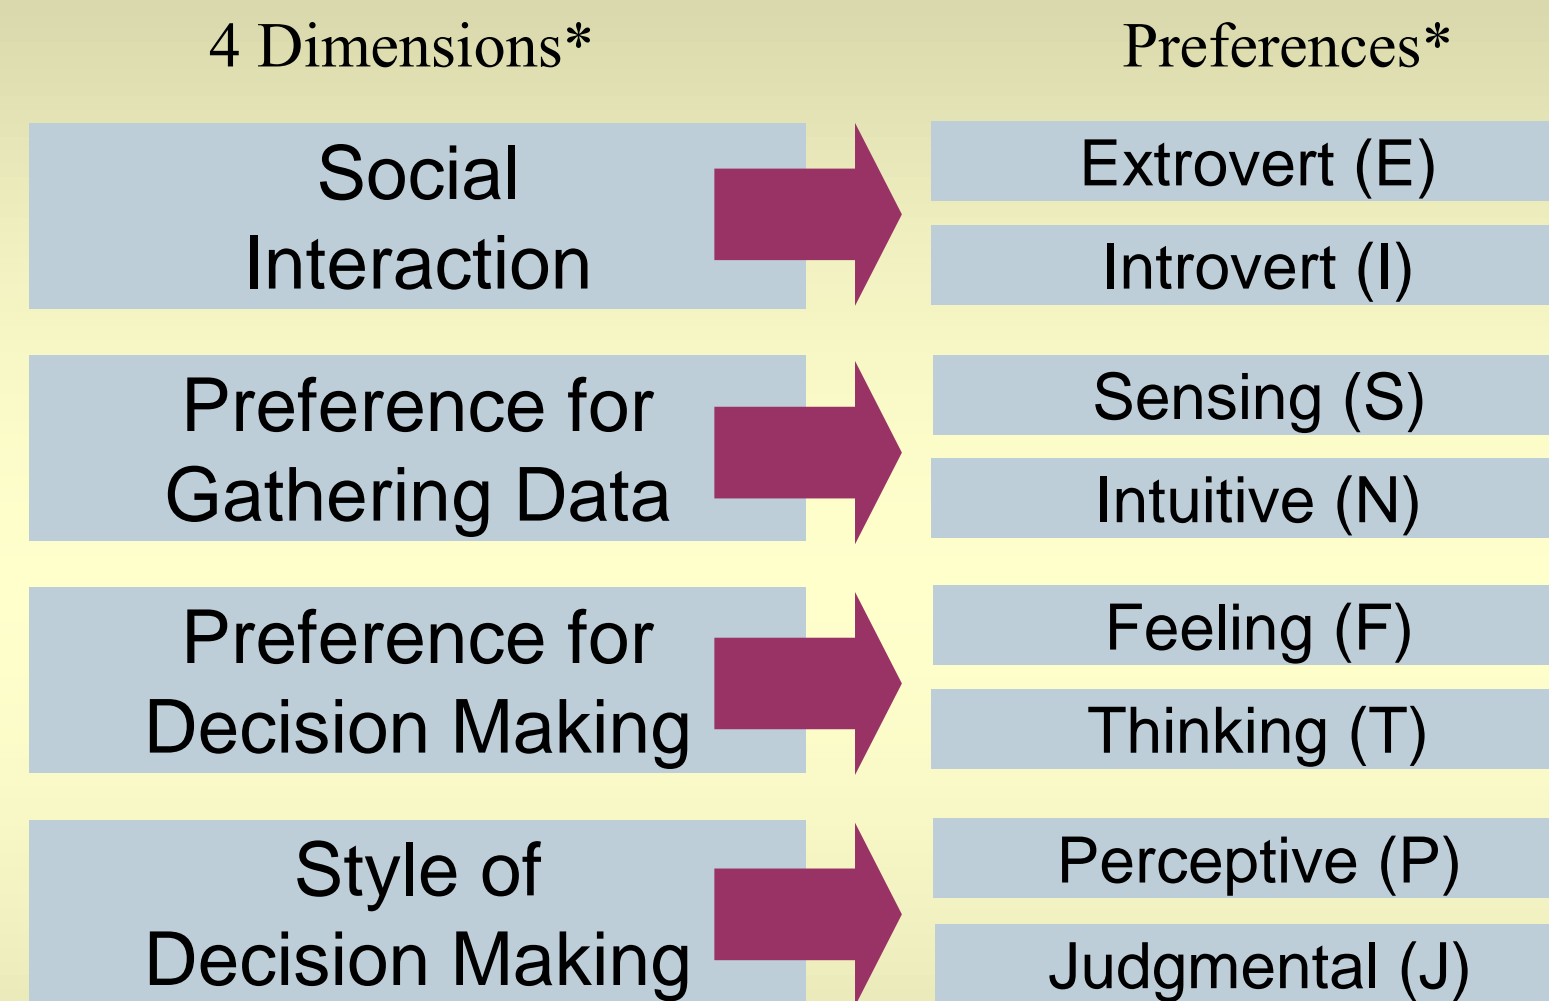 4 Dimensions*
Preferences*
Social
Interaction
Extrovert (E)
Introvert (I)
Preference for
Gathering Data
Sensing (S)
Intuitive (N)
Preference for
Decision Making
Feeling (F)
Thinking (T)
Style of
Decision Making
Perceptive (P)
Judgmental (J)